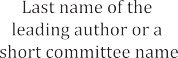 Last name of the
leading author or a
short committee name